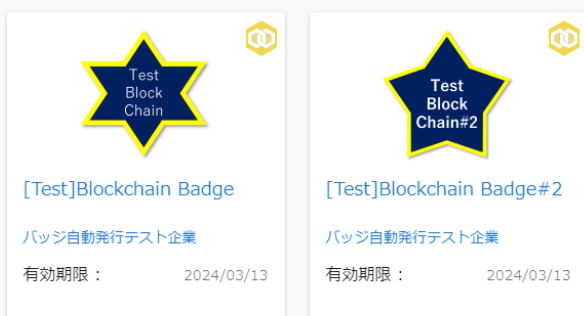 Test
Block
Chain
[Test]Blockchain Badge
バッジ自動発行テスト企業
有効期限： 2024/03/13
Test
Block
Chain#2
[Test]Blockchain Badge#2
バッジ自動発行テスト企業
有効期限： 2024/03/13